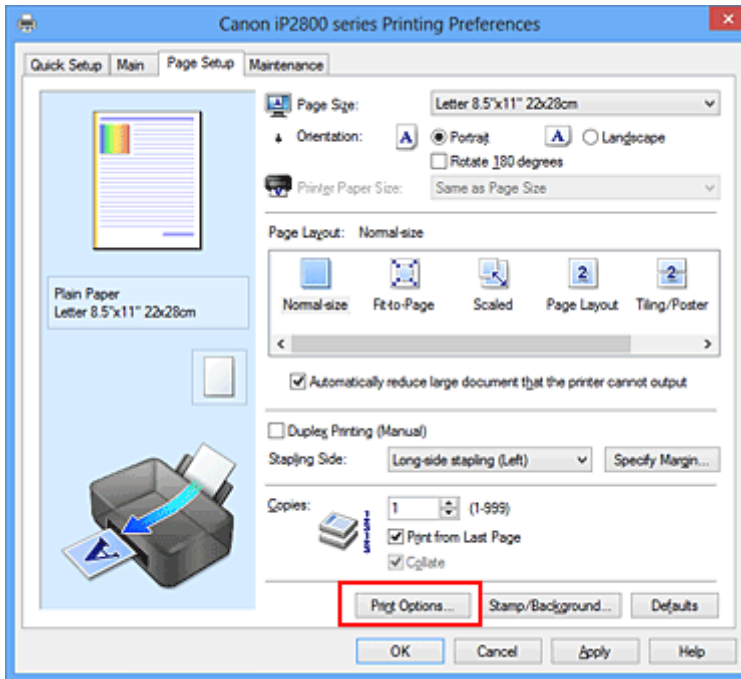 Canon iP2800 series Printing Preferences
Quick Setup Main Page Setup Maintenance
Page Size: Letter 8.5"x11" 22x28cm
Orientation: A Portrait A Landscape
Rotate 180 degrees
Printer Paper Size: Same as Page Size
Page Layout: Normal-size
Normal-size Fit-to-Page Scaled Page Layout Tiling/Poster
Automatically reduce large document that the printer cannot output
Plain Paper
Letter 8.5"x11" 22x28cm
Duplex Printing (Manual)
Stapling Side: Long-side stapling (Left) Specify Margin...
Copies: 1 (1-999)
Print from Last Page
Collate
Print Options... Stamp/Background... Defaults
OK Cancel Apply Help